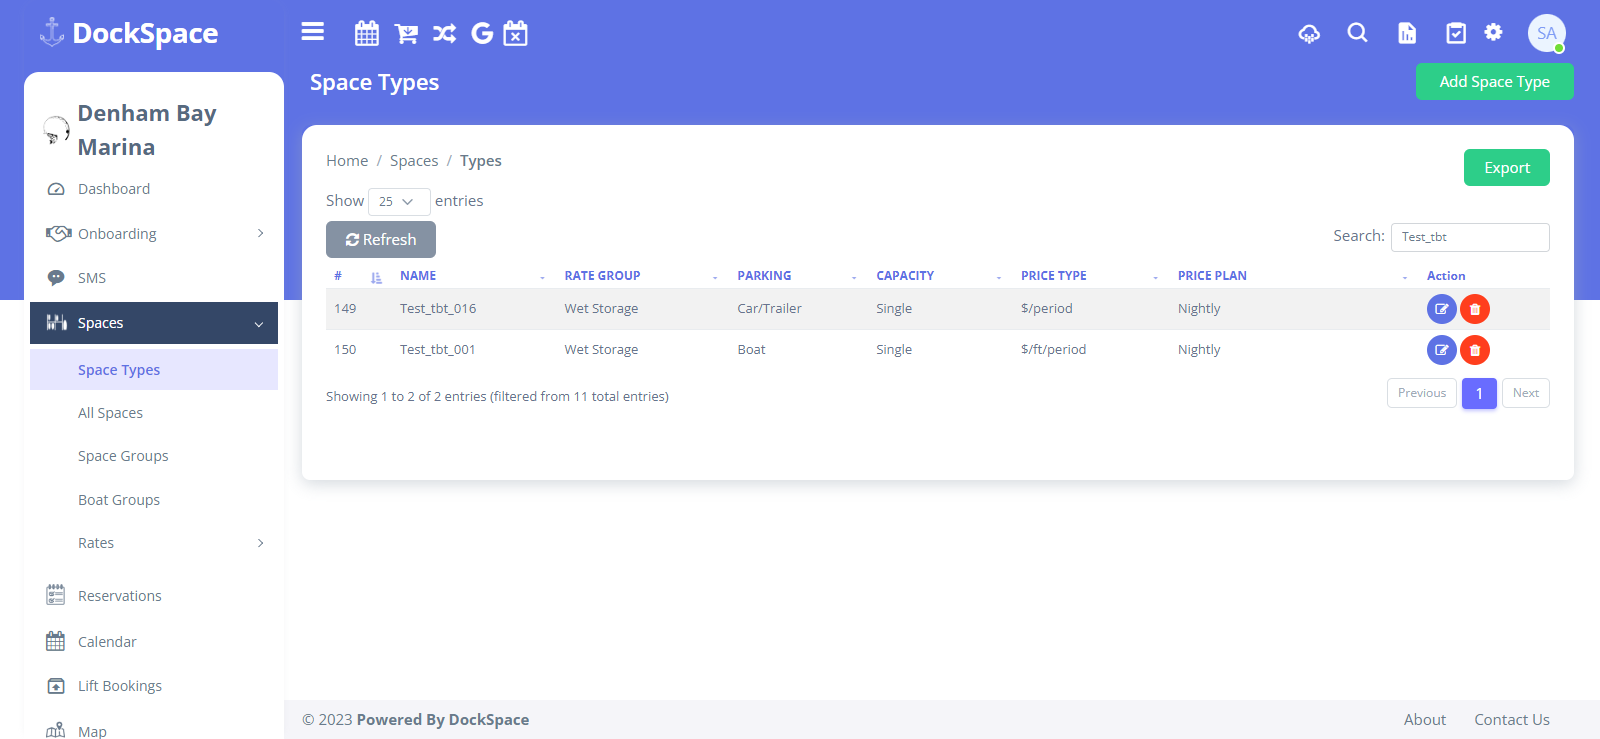 DockSpace
SA
Space Types
Add Space Type
Denham Bay
Marina
Dashboard
Onboarding
SMS
Spaces
Space Types
All Spaces
Space Groups
Boat Groups
Rates
Reservations
Calendar
Lift Bookings
Map
Home / Spaces / Types
Export
Show 25 entries
Refresh
Search: Test_tbt
# NAME RATE GROUP PARKING CAPACITY PRICE TYPE PRICE PLAN Action
149 Test_tbt_016 Wet Storage Car/Trailer Single $/period Nightly
150 Test_tbt_001 Wet Storage Boat Single $/ft/period Nightly
Showing 1 to 2 of 2 entries (filtered from 11 total entries)
Previous 1 Next
© 2023 Powered By DockSpace
About Contact Us